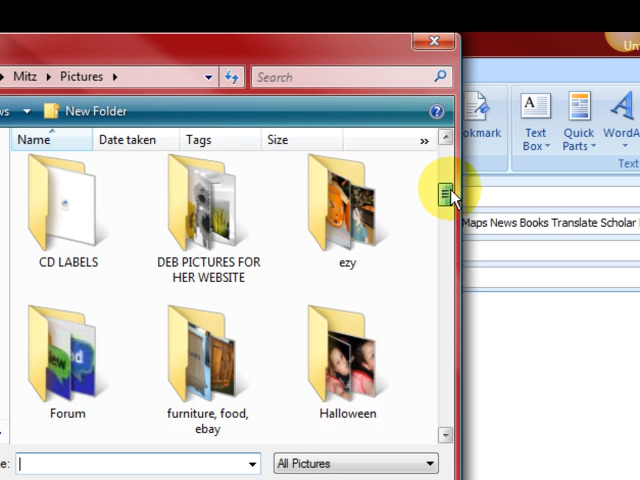 Mitz Pictures
Search
New Folder
Name Date taken Tags Size
»
CD LABELS
DEB PICTURES FOR
HER WEBSITE
ezy
Forum
furniture, food,
ebay
Halloween
All Pictures
Text
Box
Quick
Parts
Text
Maps News Books Translate Scholar